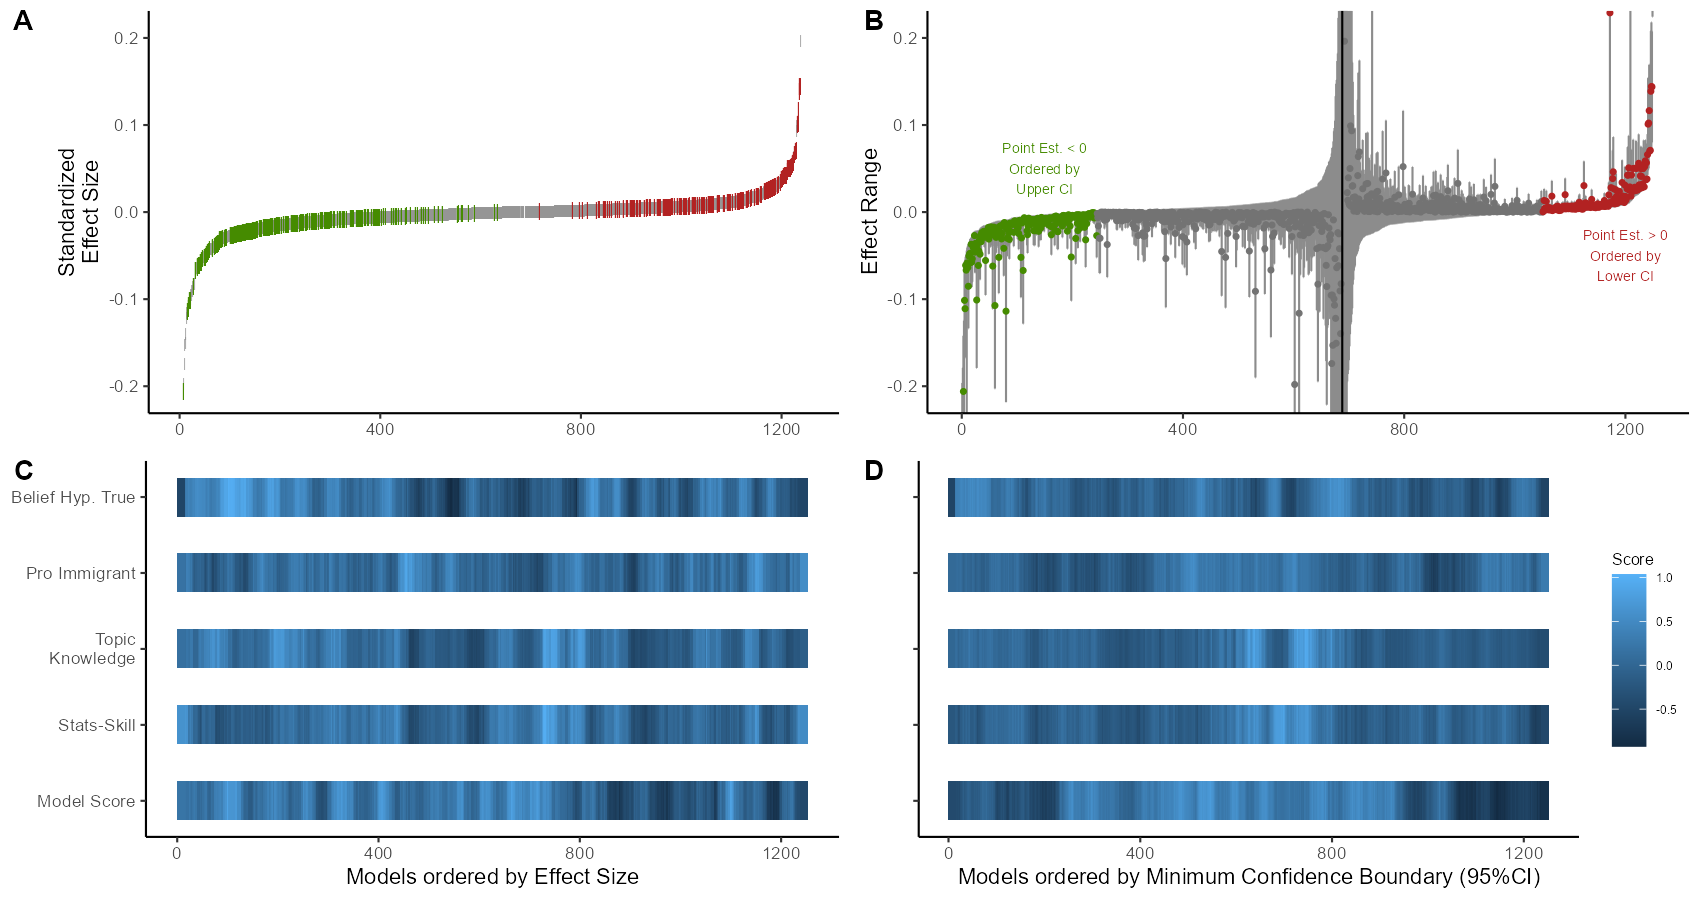 A
0.2
0.1
0.0
-0.1
-0.2
Standardized
Effect Size
0
400
800
1200
B
0.2
0.1
0.0
-0.1
-0.2
Effect Range
Point Est. < 0
Ordered by
Upper CI
Point Est. > 0
Ordered by
Lower CI
0
400
800
1200
C
Belief Hyp. True
Pro Immigrant
Topic
Knowledge
Stats-Skill
Model Score
0
400
800
1200
Models ordered by Effect Size
D
0
400
800
1200
Models ordered by Minimum Confidence Boundary (95%CI)
Score
1.0
0.5
0.0
-0.5